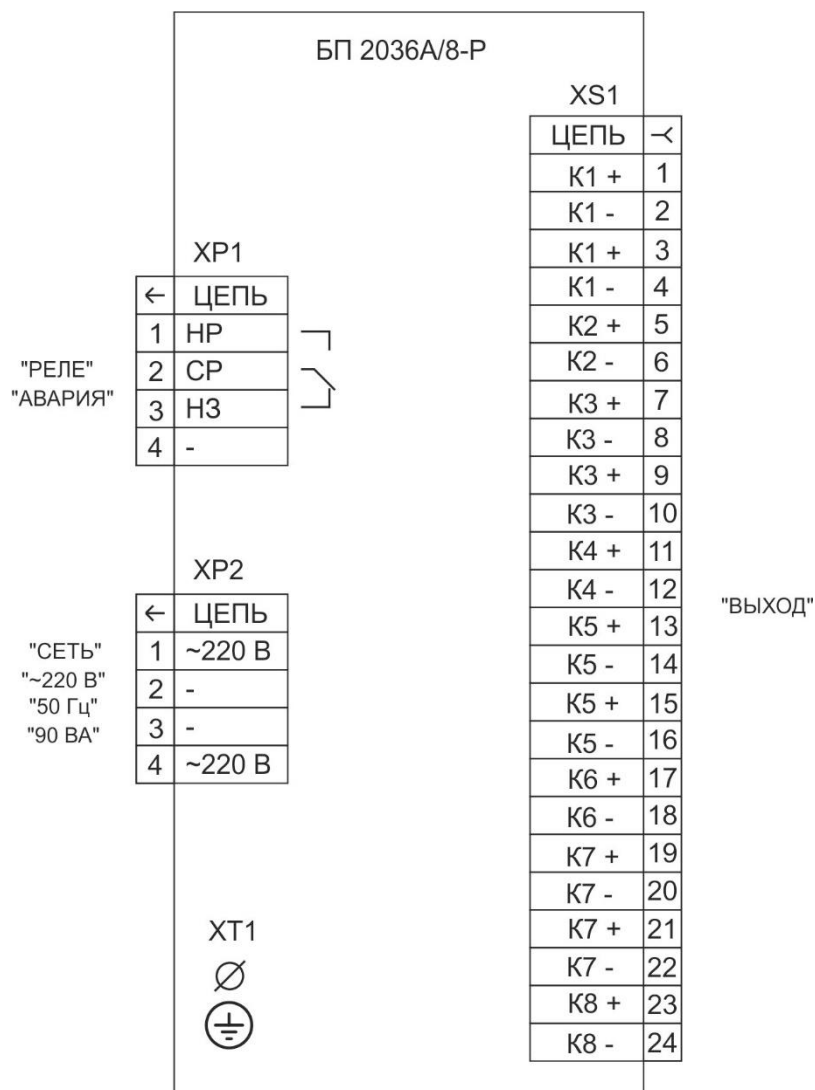 БП 2036А/8-Р
XS1
ЦЕПЬ
К1 + 1
К1 - 2
К1 + 3
К1 - 4
К2 + 5
К2 - 6
К3 + 7
К3 - 8
К3 + 9
К3 - 10
К4 + 11
К4 - 12
К5 + 13
К5 - 14
К5 + 15
К5 - 16
К6 + 17
К6 - 18
К7 + 19
К7 - 20
К7 + 21
К7 - 22
К8 + 23
К8 - 24
"ВЫХОД"
XP1
← ЦЕПЬ
1 НР
2 СР
3 НЗ
4 -
"РЕЛЕ"
"АВАРИЯ"
XP2
← ЦЕПЬ
1 ~220 В
2 -
3 -
4 ~220 В
"СЕТЬ"
"~220 В"
"50 Гц"
"90 ВА"
XT1